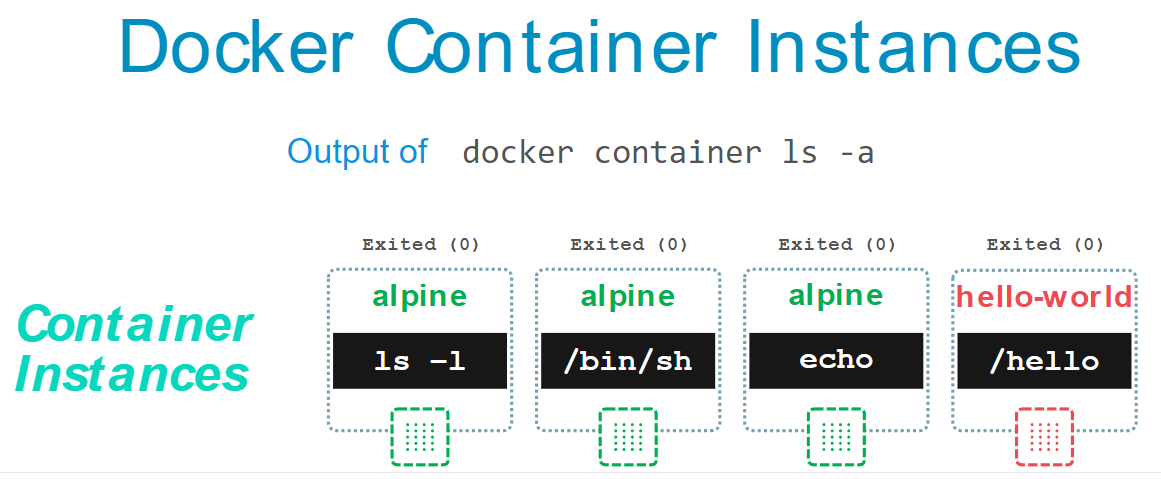 Docker Container Instances
Output of docker container ls -a
Exited (0) Exited (0) Exited (0) Exited (0)
alpine alpine alpine hello-world
Container
Instances
ls –l /bin/sh echo /hello